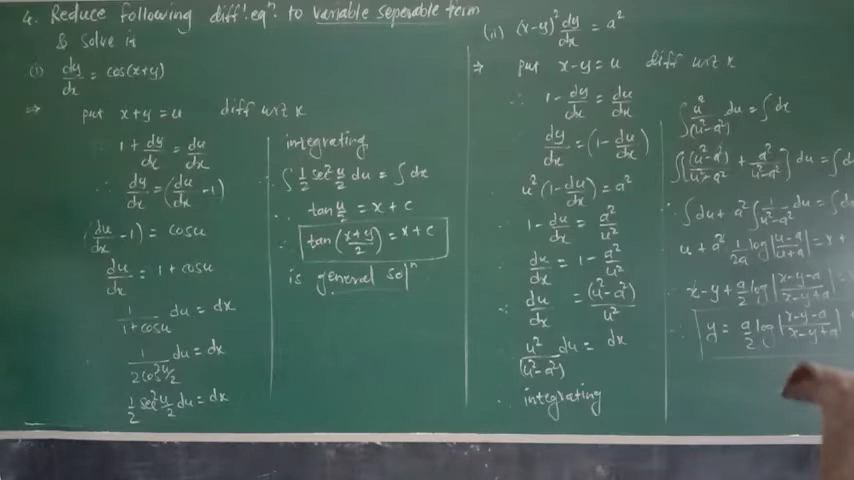 4. Reduce following diff! eqⁿ. to variable seperable term
& solve it
(i) dy/dx = cos(x+y)
⇒ put x+y = u diff wrt x
1 + dy/dx = du/dx
∴ dy/dx = (du/dx - 1)
(du/dx - 1) = cosu
du/dx = 1 + cosu
1/(1+cosu) du = dx
1/(2cos²u/2) du = dx
1/2 sec² u/2 du = dx
integrating
∴ ∫ 1/2 sec² u/2 du = ∫ dx
∴ tan u/2 = x + c
∴ tan((x+y)/2) = x + c
is general solⁿ
(ii) (x-y)² dy/dx = a²
⇒ put x-y = u diff wrt x
∴ 1 - dy/dx = du/dx
dy/dx = (1 - du/dx)
u²(1 - du/dx) = a²
1 - du/dx = a²/u²
∴ du/dx = 1 - a²/u²
∴ du/dx = (u²-a²)/u²
u²/(u²-a²) du = dx
∴ integrating
∫ u²/(u²-a²) du = ∫ dx
∫[(u²-a²)/(u²-a²) + a²/(u²-a²)] du = ∫ d
∴ ∫ du + a² ∫ 1/(u²-a²) du = ∫ dx
u + a² 1/2a log|(u-a)/(u+a)| = x +
x-y + a/2 log|(x-y-a)/(x-y+a)| =
∴ y = a/2 log|(x-y-a)/(x-y+a)|